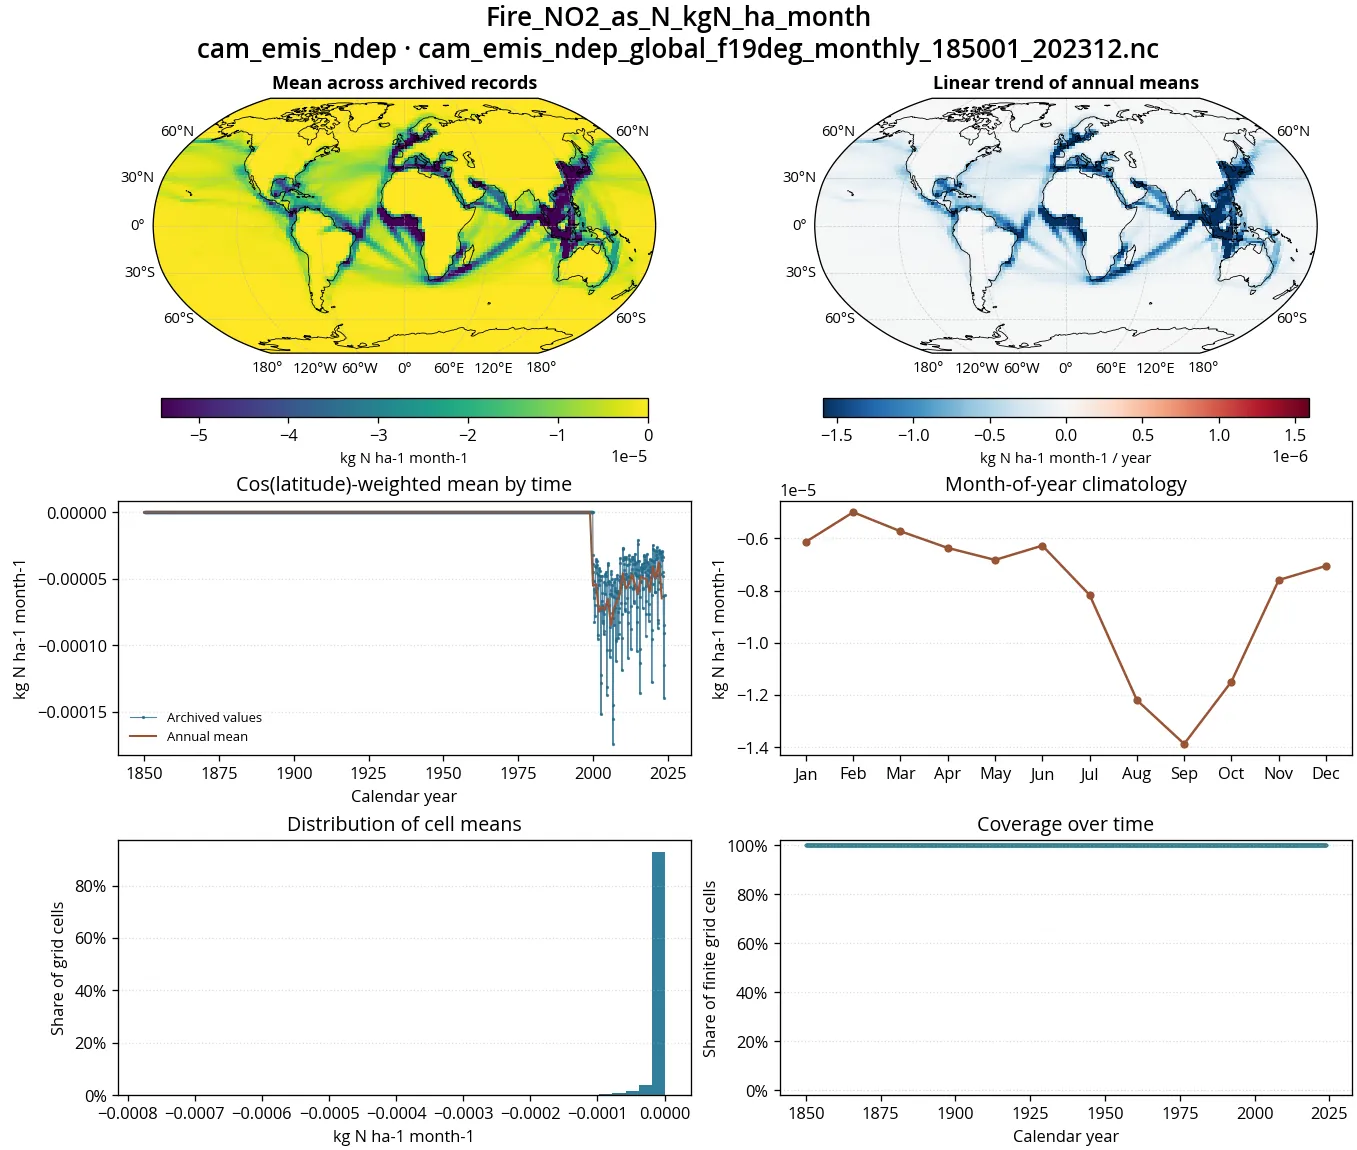 Fire_NO2_as_N_kgN_ha_month
cam_emis_ndep · cam_emis_ndep_global_f19deg_monthly_185001_202312.nc
Mean across archived records
60°N 60°N
30°N
0°
30°S
60°S 60°S
180° 120°W 60°W 0° 60°E 120°E 180°
−5 −4 −3 −2 −1 0
kg N ha-1 month-1
1e−5
Linear trend of annual means
60°N 60°N
30°N
0°
30°S
60°S 60°S
180° 120°W 60°W 0° 60°E 120°E 180°
−1.5 −1.0 −0.5 0.0 0.5 1.0 1.5
kg N ha-1 month-1 / year
1e−6
Cos(latitude)-weighted mean by time
kg N ha-1 month-1
0.00000
−0.00005
−0.00010
−0.00015
Archived values
Annual mean
1850 1875 1900 1925 1950 1975 2000 2025
Calendar year
Month-of-year climatology
1e−5
kg N ha-1 month-1
−0.6
−0.8
−1.0
−1.2
−1.4
Jan Feb Mar Apr May Jun Jul Aug Sep Oct Nov Dec
Distribution of cell means
Share of grid cells
80%
60%
40%
20%
0%
−0.0008 −0.0007 −0.0006 −0.0005 −0.0004 −0.0003 −0.0002 −0.0001 0.0000
kg N ha-1 month-1
Coverage over time
Share of finite grid cells
100%
80%
60%
40%
20%
0%
1850 1875 1900 1925 1950 1975 2000 2025
Calendar year